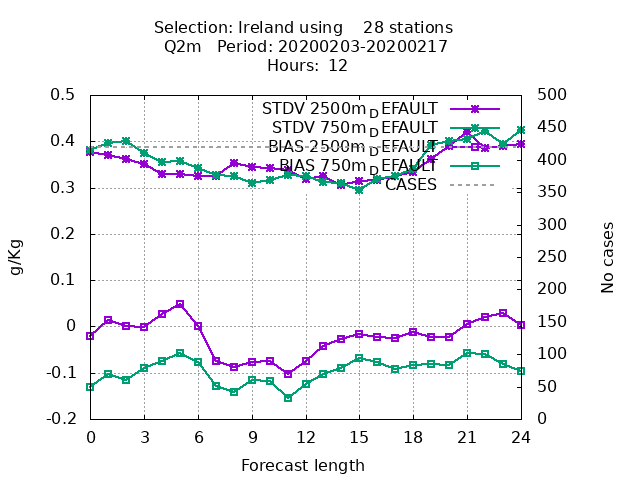 Selection: Ireland using    28 stations
Q2m   Period: 20200203-20200217
Hours:  12
STDV 2500m_DEFAULT
STDV 750m_DEFAULT
BIAS 2500m_DEFAULT
BIAS 750m_DEFAULT
CASES
0.5
0.4
0.3
0.2
0.1
0
-0.1
-0.2
g/Kg
500
450
400
350
300
250
200
150
100
50
0
No cases
0 3 6 9 12 15 18 21 24
Forecast length